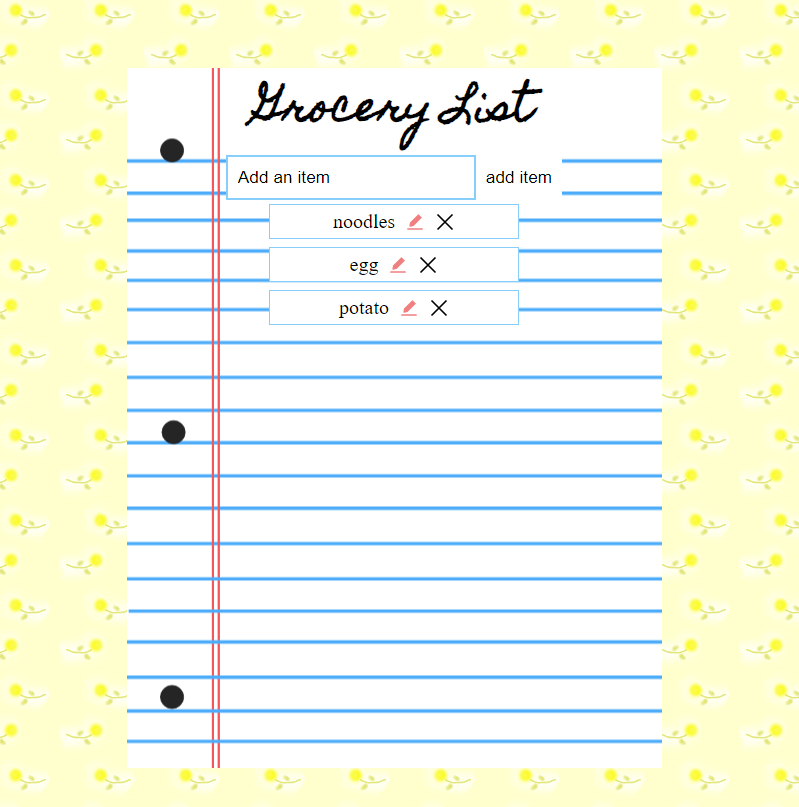 Grocery List
Add an item add item
noodles
egg
potato